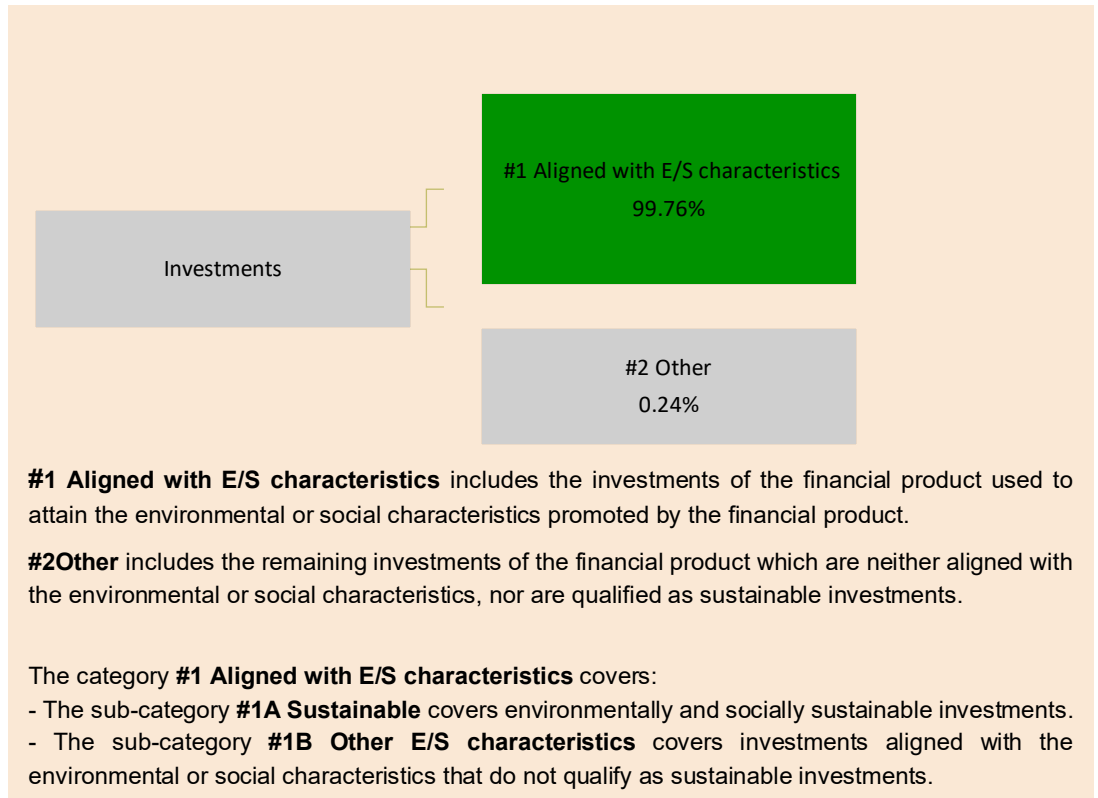 #1 Aligned with E/S characteristics
99.76%
Investments
#2 Other
0.24%
#1 Aligned with E/S characteristics includes the investments of the financial product used to
attain the environmental or social characteristics promoted by the financial product.
#2Other includes the remaining investments of the financial product which are neither aligned with
the environmental or social characteristics, nor are qualified as sustainable investments.
The category #1 Aligned with E/S characteristics covers:
- The sub-category #1A Sustainable covers environmentally and socially sustainable investments.
- The sub-category #1B Other E/S characteristics covers investments aligned with the
environmental or social characteristics that do not qualify as sustainable investments.